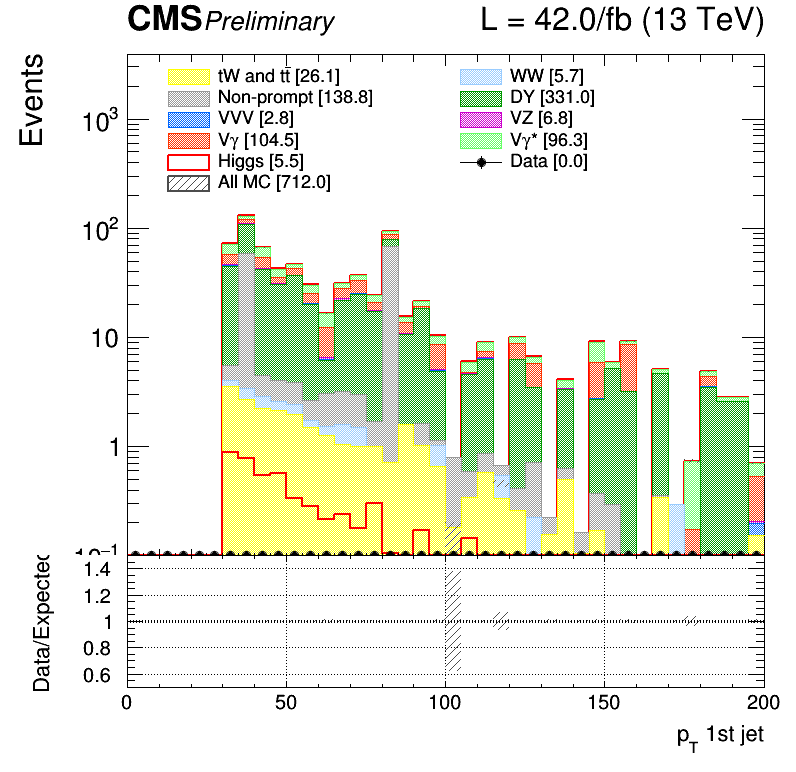 CMS Preliminary L = 42.0/fb (13 TeV)
Events
tW and tt̄ [26.1]
Non-prompt [138.8]
VVV [2.8]
Vγ [104.5]
Higgs [5.5]
All MC [712.0]
WW [5.7]
DY [331.0]
VZ [6.8]
Vγ* [96.3]
Data [0.0]
10³
10²
10
1
10⁻¹
Data/Expected
1.4
1.2
1
0.8
0.6
0 50 100 150 200
p_T 1st jet